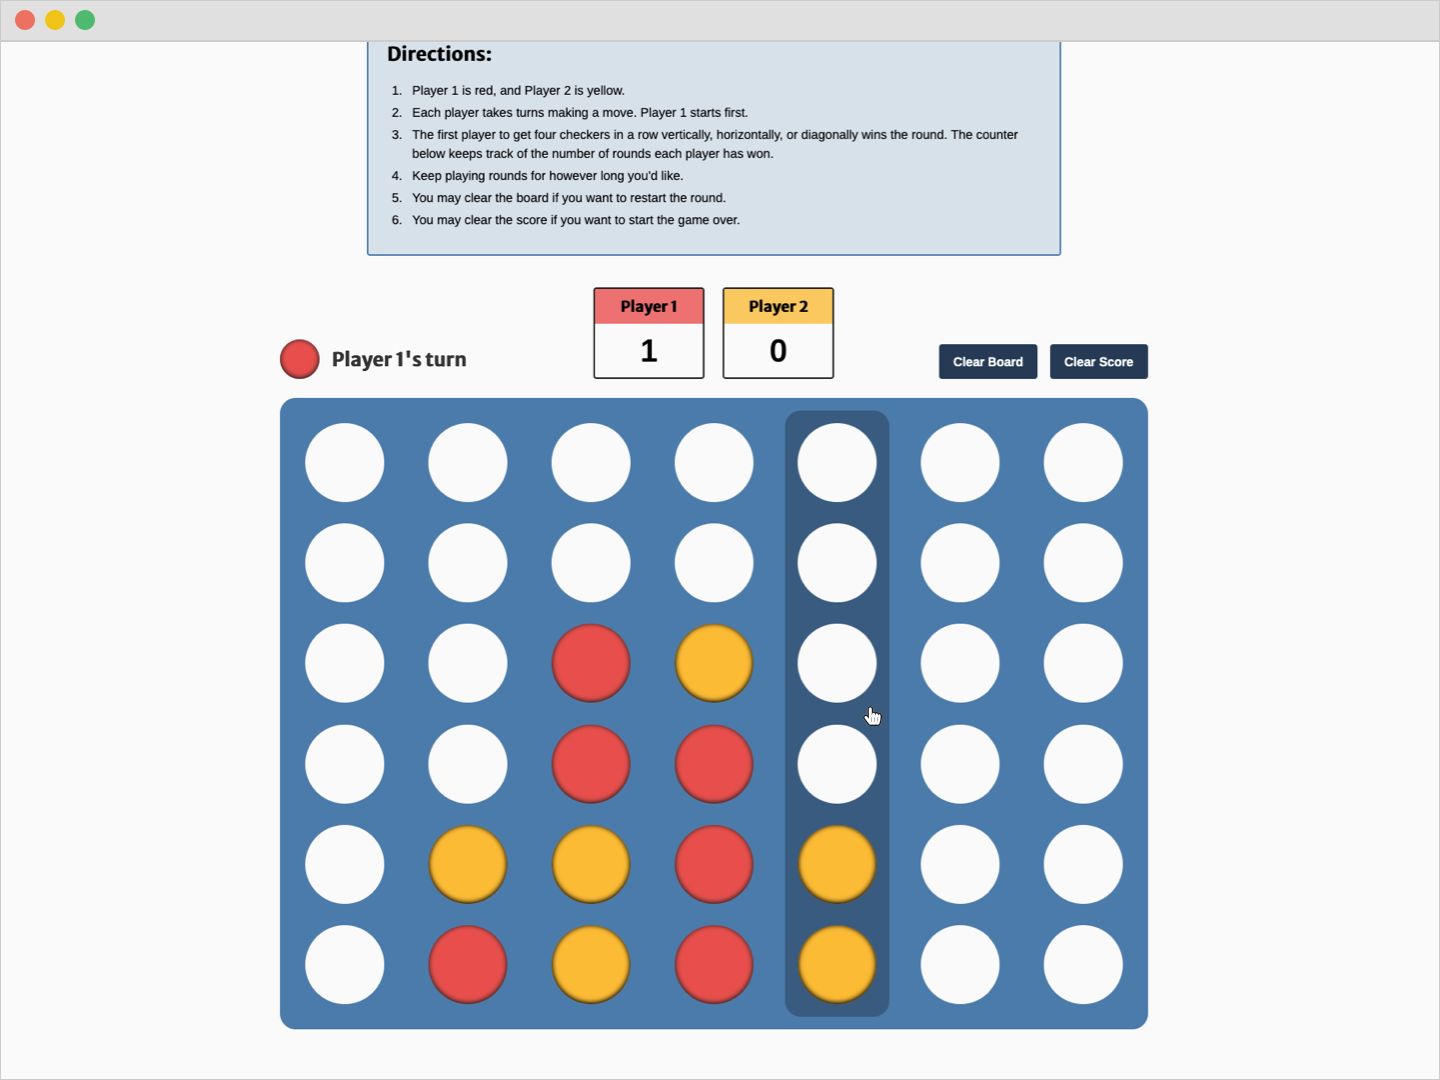 Directions:
1. Player 1 is red, and Player 2 is yellow.
2. Each player takes turns making a move. Player 1 starts first.
3. The first player to get four checkers in a row vertically, horizontally, or diagonally wins the round. The counter
below keeps track of the number of rounds each player has won.
4. Keep playing rounds for however long you'd like.
5. You may clear the board if you want to restart the round.
6. You may clear the score if you want to start the game over.
Player 1
Player 2
1
0
Player 1's turn
Clear Board
Clear Score